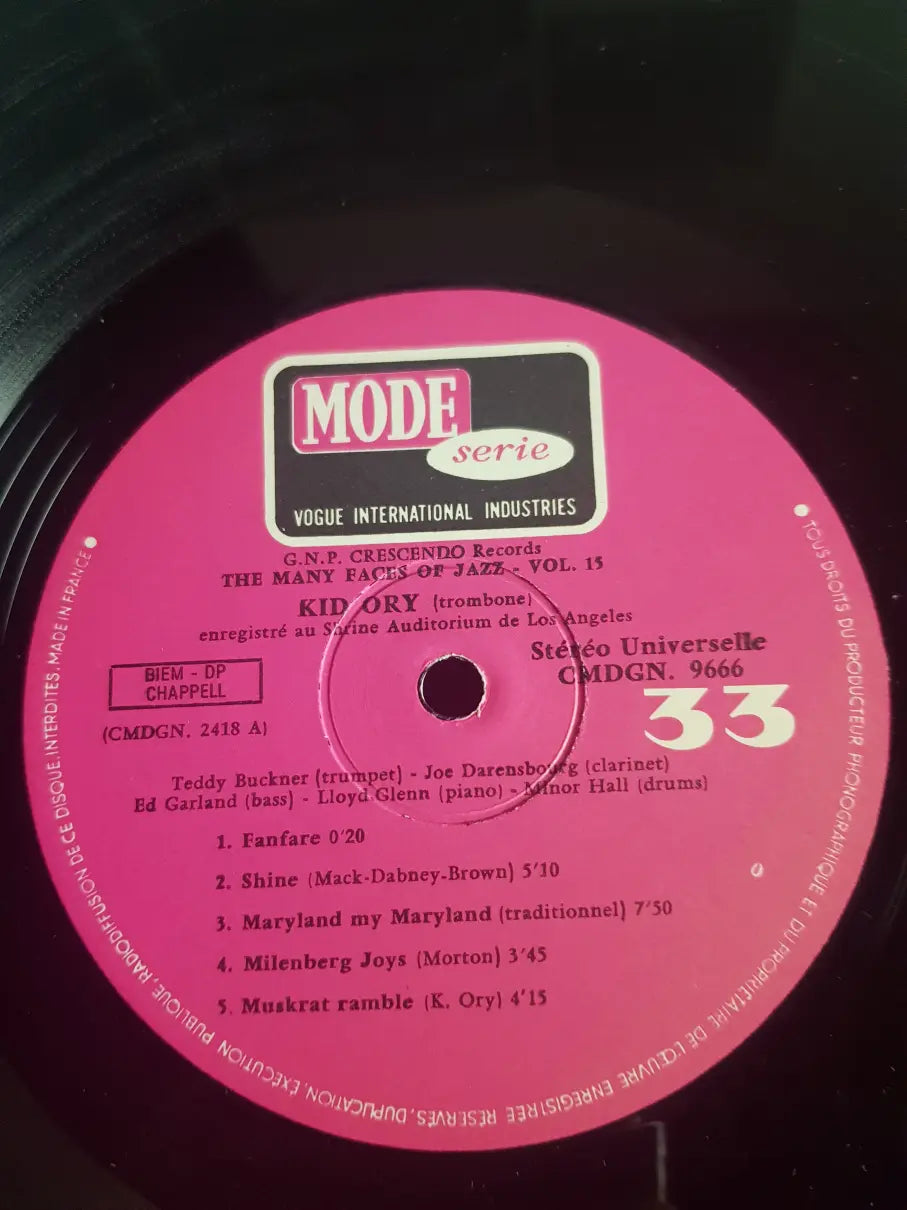 MODE
serie
VOGUE INTERNATIONAL INDUSTRIES
G.N.P. CRESCENDO Records
THE MANY FACES OF JAZZ - VOL. 15
KID ORY (trombone)
enregistré au Shrine Auditorium de Los Angeles
Stéréo Universelle
BIEM - DP
CHAPPELL
CMDGN. 9666
33
(CMDGN. 2418 A)
Teddy Buckner (trumpet) - Joe Darensbourg (clarinet)
Ed Garland (bass) - Lloyd Glenn (piano) - Minor Hall (drums)
1. Fanfare 0'20
2. Shine (Mack-Dabney-Brown) 5'10
3. Maryland my Maryland (traditionnel) 7'50
4. Milenberg Joys (Morton) 3'45
5. Muskrat ramble (K. Ory) 4'15
TOUS DROITS DU PRODUCTEUR PHONOGRAPHIQUE ET DU PROPRIETAIRE DE L'ŒUVRE ENREGISTRÉE RÉSERVÉS. DUPLICATION, EXÉCUTION PUBLIQUE, RADIODIFFUSION DE CE DISQUE INTERDITES. MADE IN FRANCE